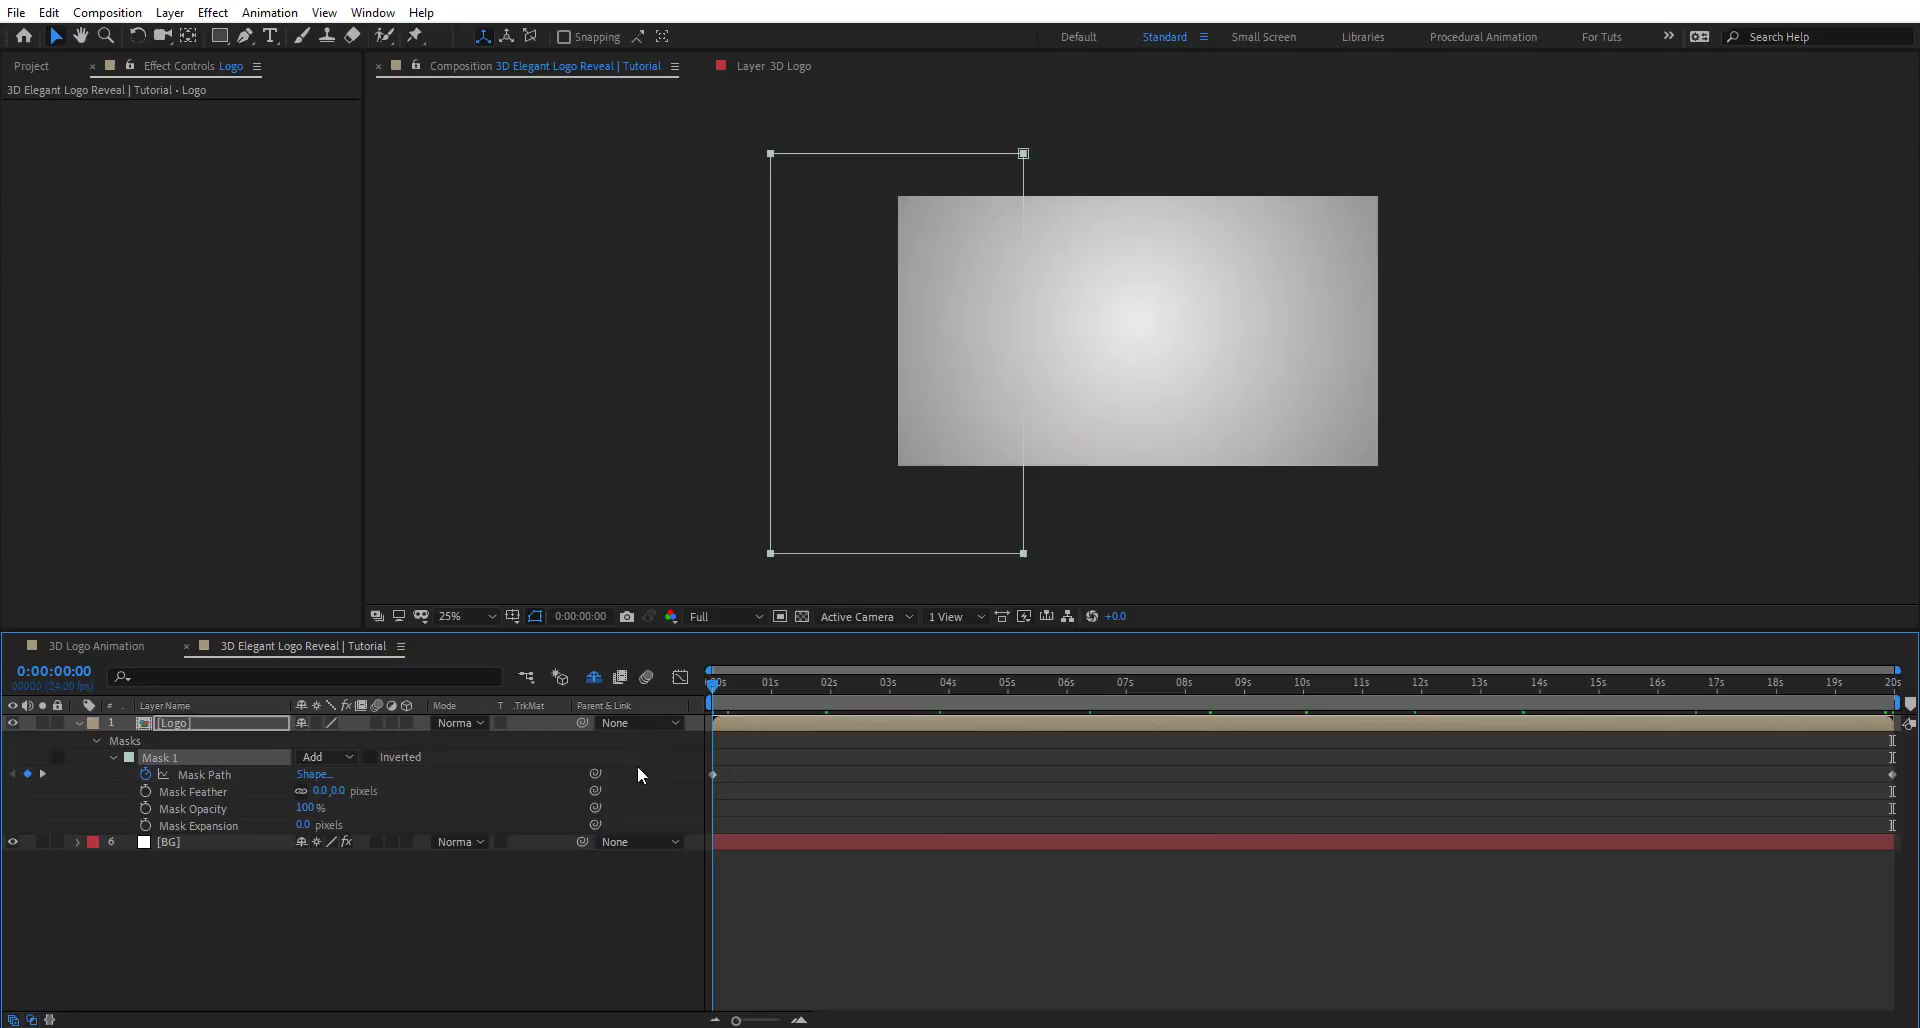 File Edit Composition Layer Effect Animation View Window Help
Snapping Default Standard Small Screen Libraries Procedural Animation For Tuts Search Help
Project Effect Controls Logo Composition 3D Elegant Logo Reveal | Tutorial Layer 3D Logo
3D Elegant Logo Reveal | Tutorial • Logo
25% 0:00:00:00 Full Active Camera 1 View +0.0
3D Logo Animation 3D Elegant Logo Reveal | Tutorial
0:00:00:00
00000 (24.00 fps)
00s 01s 02s 03s 04s 05s 06s 07s 08s 09s 10s 11s 12s 13s 14s 15s 16s 17s 18s 19s 20s
# Layer Name fx Mode T .TrkMat Parent & Link
1 [Logo] Norma None
Masks
Mask 1 Add Inverted
Mask Path Shape...
Mask Feather 0.0,0.0 pixels
Mask Opacity 100 %
Mask Expansion 0.0 pixels
6 [BG] fx Norma None